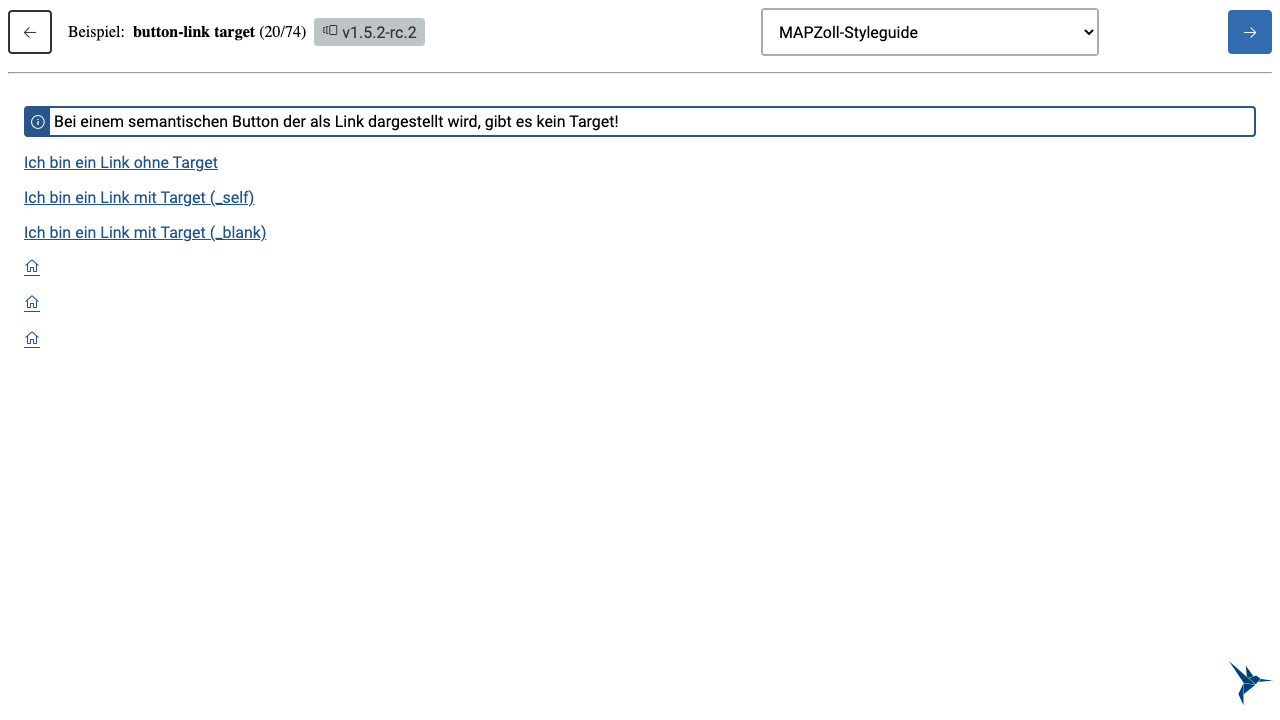 Beispiel: button-link target (20/74) v1.5.2-rc.2 MAPZoll-Styleguide
Bei einem semantischen Button der als Link dargestellt wird, gibt es kein Target!
Ich bin ein Link ohne Target
Ich bin ein Link mit Target (_self)
Ich bin ein Link mit Target (_blank)